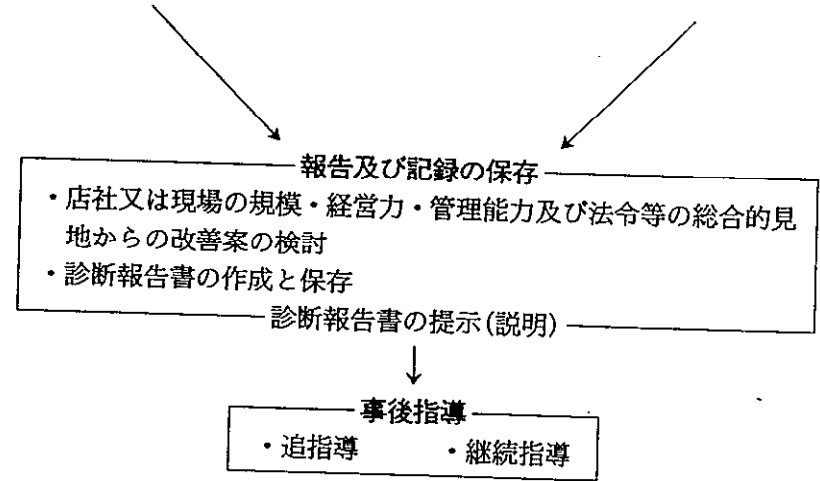 報告及び記録の保存
・店社又は現場の規模・経営力・管理能力及び法令等の総合的見
地からの改善案の検討
・診断報告書の作成と保存
診断報告書の提示(説明)
事後指導
・追指導 ・継続指導